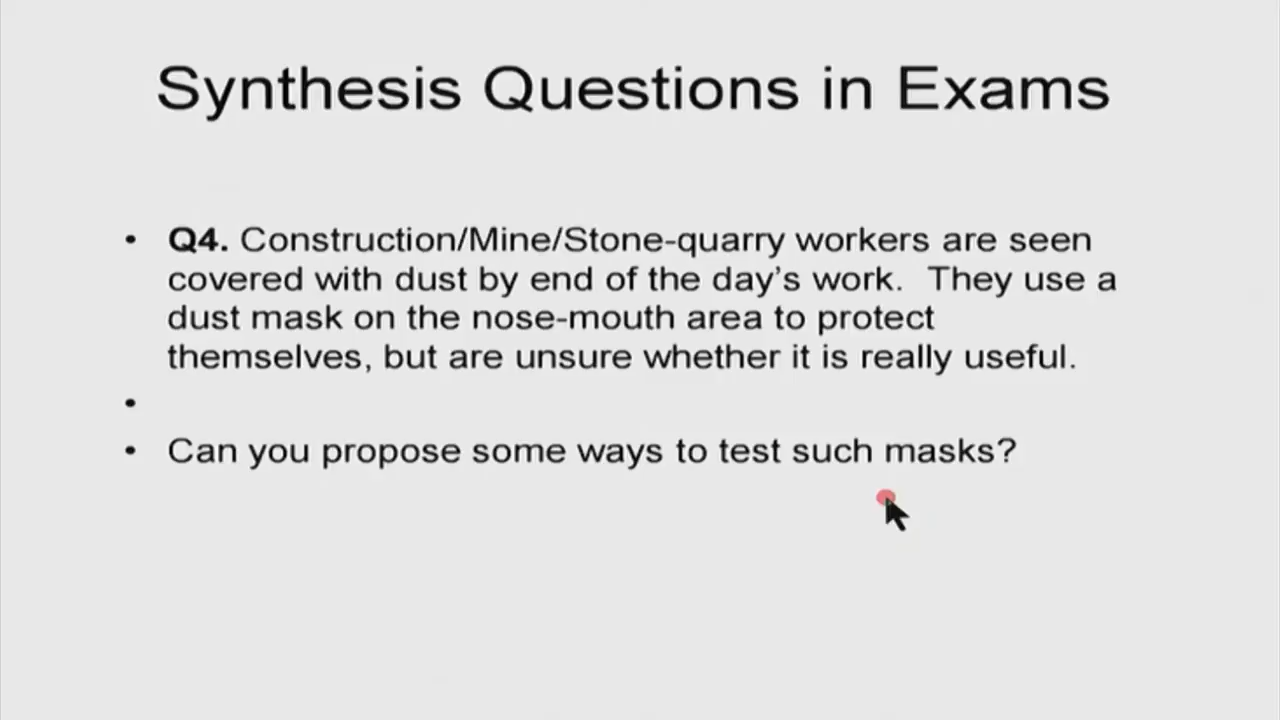 Synthesis Questions in Exams
• Q4. Construction/Mine/Stone-quarry workers are seen
covered with dust by end of the day's work.  They use a
dust mask on the nose-mouth area to protect
themselves, but are unsure whether it is really useful.
•
• Can you propose some ways to test such masks?